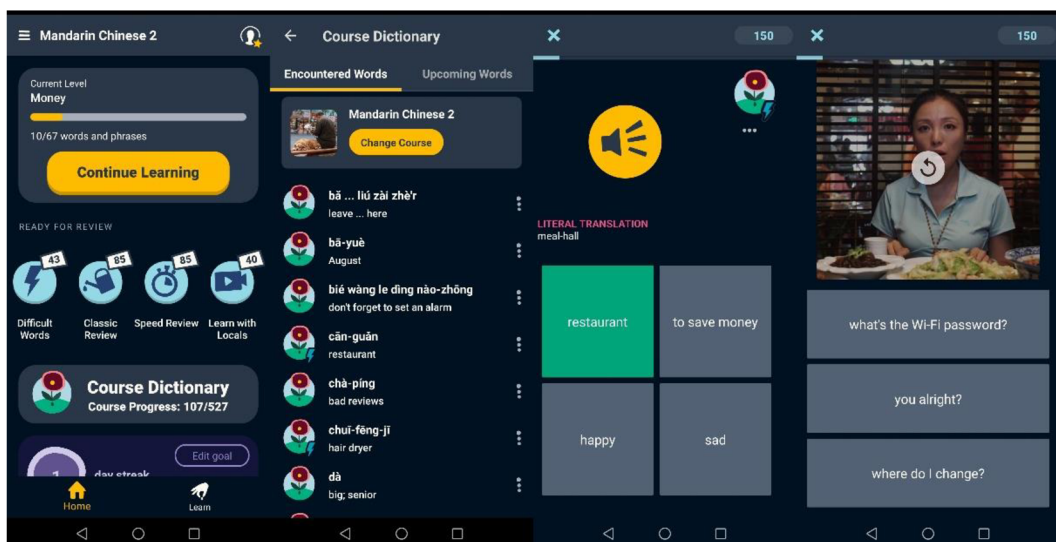 Mandarin Chinese 2
Current Level
Money
10/67 words and phrases
Continue Learning
READY FOR REVIEW
43
85
85
40
Difficult Words
Classic Review
Speed Review
Learn with Locals
Course Dictionary
Course Progress: 107/527
Edit goal
1
day streak
Home
Learn
Course Dictionary
Encountered Words
Upcoming Words
Mandarin Chinese 2
Change Course
bă ... liú zài zhè'r
leave ... here
bā-yuè
August
bié wàng le dìng nào-zhōng
don't forget to set an alarm
cān-guăn
restaurant
chà-píng
bad reviews
chuī-fēng-jī
hair dryer
dà
big; senior
150
LITERAL TRANSLATION
meal-hall
restaurant
to save money
happy
sad
150
what's the Wi-Fi password?
you alright?
where do I change?